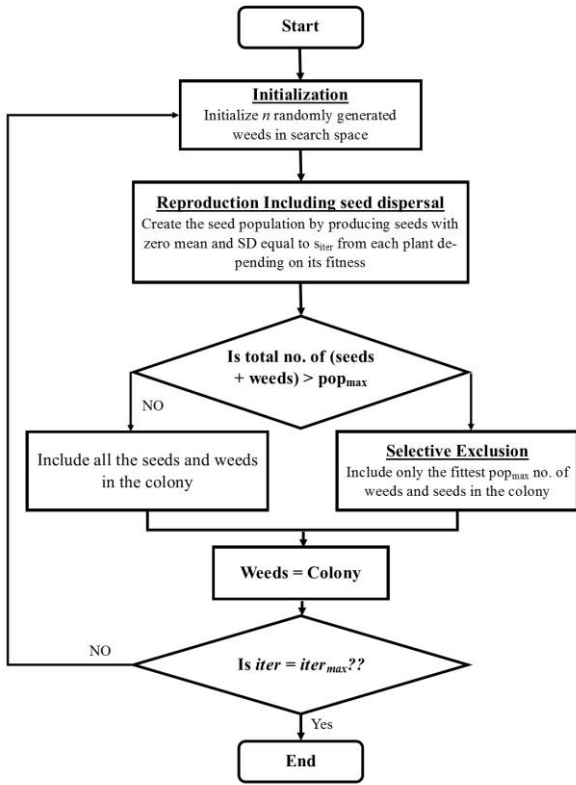 Start
Initialization
Initialize n randomly generated
weeds in search space
Reproduction Including seed dispersal
Create the seed population by producing seeds with
zero mean and SD equal to siter from each plant de-
pending on its fitness
Is total no. of (seeds
+ weeds) > popmax
NO
Include all the seeds and weeds
in the colony
Selective Exclusion
Include only the fittest popmax no. of
weeds and seeds in the colony
Weeds = Colony
NO
Is iter = itermax??
Yes
End